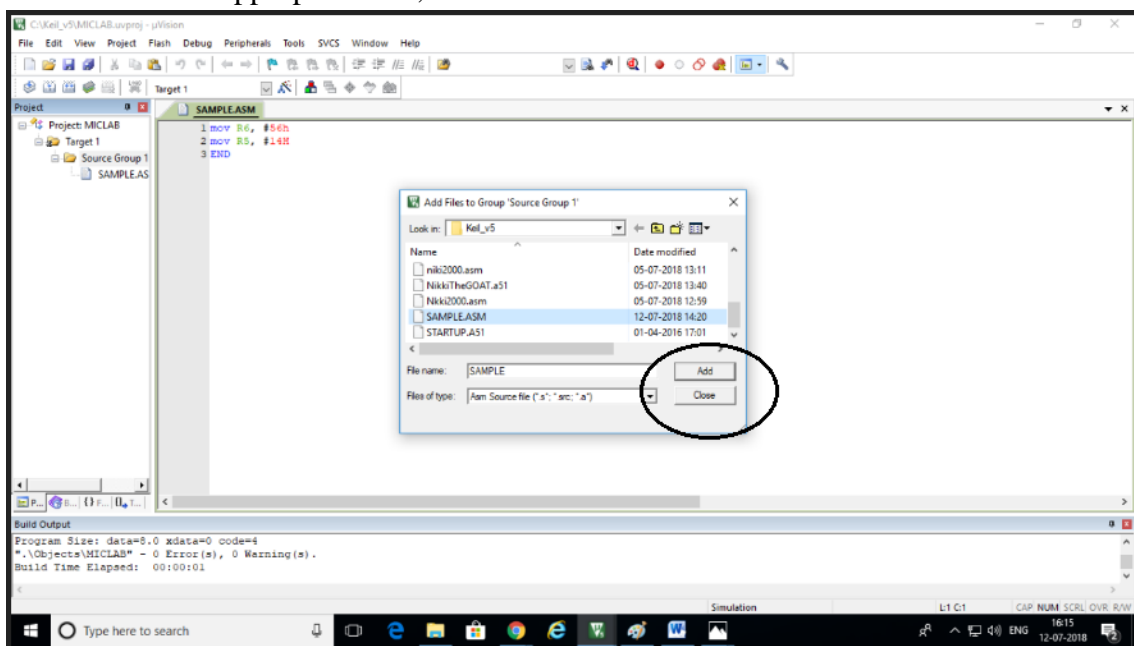 C:\Keil_v5\MICLAB.uvproj - µVision
File Edit View Project Flash Debug Peripherals Tools SVCS Window Help
Target 1
Project
SAMPLE.ASM
Project: MICLAB
Target 1
Source Group 1
SAMPLE.AS
1 mov R6, #56h
2 mov R5, #14H
3 END
Add Files to Group 'Source Group 1'
Look in: Keil_v5
Name Date modified
niki2000.asm 05-07-2018 13:11
NikkiTheGOAT.a51 05-07-2018 13:40
Nkki2000.asm 05-07-2018 12:59
SAMPLE.ASM 12-07-2018 14:20
STARTUP.A51 01-04-2016 17:01
File name: SAMPLE Add
Files of type: Asm Source file (*.s*; *.src; *.a*) Close
P... B... {} F... T...
Build Output
Program Size: data=8.0 xdata=0 code=4
".\Objects\MICLAB" - 0 Error(s), 0 Warning(s).
Build Time Elapsed: 00:00:01
Simulation L:1 C:1 CAP NUM SCRL OVR R/W
Type here to search ENG 16:15
12-07-2018